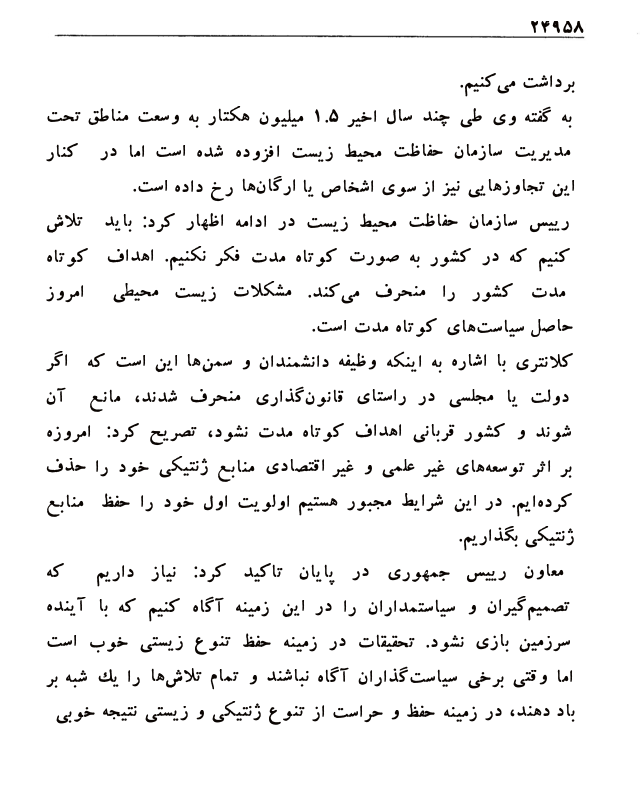 ۲۴۹۵۸
برداشت می‌کنیم.
به گفته وی طی چند سال اخیر ۱.۵ میلیون هکتار به وسعت مناطق تحت
مدیریت سازمان حفاظت محیط زیست افزوده شده است اما در کنار
این تجاوزهایی نیز از سوی اشخاص یا ارگان‌ها رخ داده است.
رییس سازمان حفاظت محیط زیست در ادامه اظهار کرد: باید تلاش
کنیم که در کشور به صورت کوتاه مدت فکر نکنیم. اهداف کوتاه
مدت کشور را منحرف می‌کند. مشکلات زیست محیطی امروز
حاصل سیاست‌های کوتاه مدت است.
کلانتری با اشاره به اینکه وظیفه دانشمندان و سمن‌ها این است که اگر
دولت یا مجلسی در راستای قانون‌گذاری منحرف شدند، مانع آن
شوند و کشور قربانی اهداف کوتاه مدت نشود، تصریح کرد: امروزه
بر اثر توسعه‌های غیر علمی و غیر اقتصادی منابع ژنتیکی خود را حذف
کرده‌ایم. در این شرایط مجبور هستیم اولویت اول خود را حفظ منابع
ژنتیکی بگذاریم.
معاون رییس جمهوری در پایان تاکید کرد: نیاز داریم که
تصمیم‌گیران و سیاستمداران را در این زمینه آگاه کنیم که با آینده
سرزمین بازی نشود. تحقیقات در زمینه حفظ تنوع زیستی خوب است
اما وقتی برخی سیاست‌گذاران آگاه نباشند و تمام تلاش‌ها را یك شبه بر
باد دهند، در زمینه حفظ و حراست از تنوع ژنتیکی و زیستی نتیجه خوبی